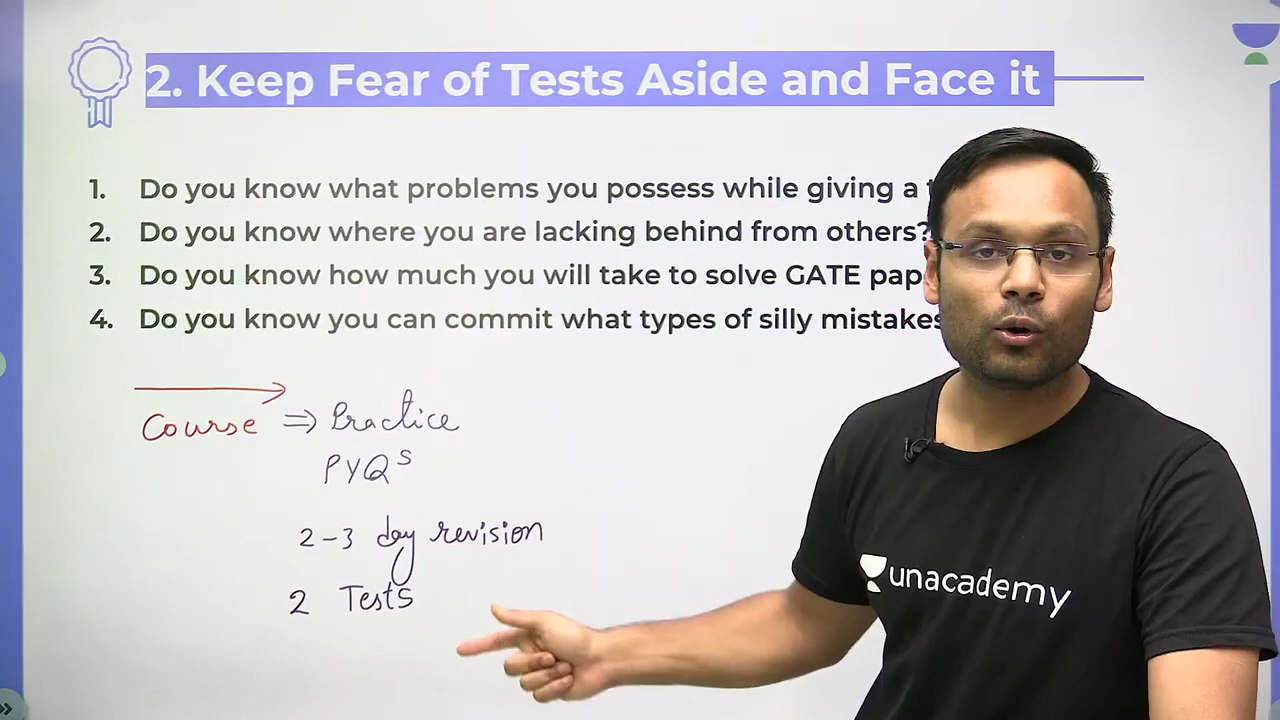 2. Keep Fear of Tests Aside and Face it
1. Do you know what problems you possess while giving a
2. Do you know where you are lacking behind from others?
3. Do you know how much you will take to solve GATE pap
4. Do you know you can commit what types of silly mistakes
Course ⇒ Practice
PYQs
2-3 day revision
2 Tests
unacademy